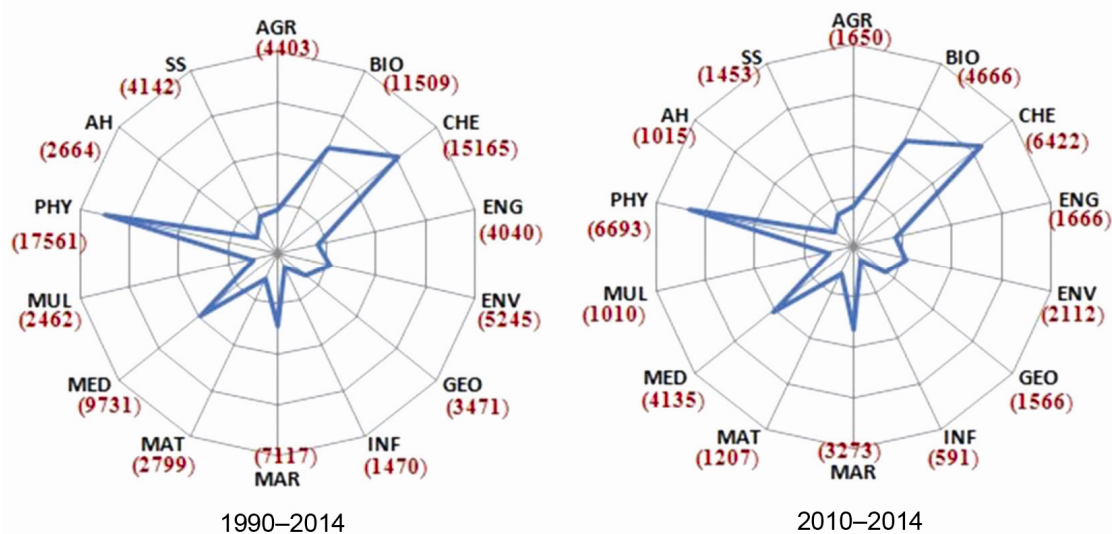 AGR
(4403)
BIO
(11509)
CHE
(15165)
ENG
(4040)
ENV
(5245)
GEO
(3471)
INF
(1470)
(7117)
MAR
MAT
(2799)
MED
(9731)
MUL
(2462)
PHY
(17561)
AH
(2664)
SS
(4142)
1990–2014
AGR
(1650)
BIO
(4666)
CHE
(6422)
ENG
(1666)
ENV
(2112)
GEO
(1566)
INF
(591)
(3273)
MAR
MAT
(1207)
MED
(4135)
MUL
(1010)
PHY
(6693)
AH
(1015)
SS
(1453)
2010–2014